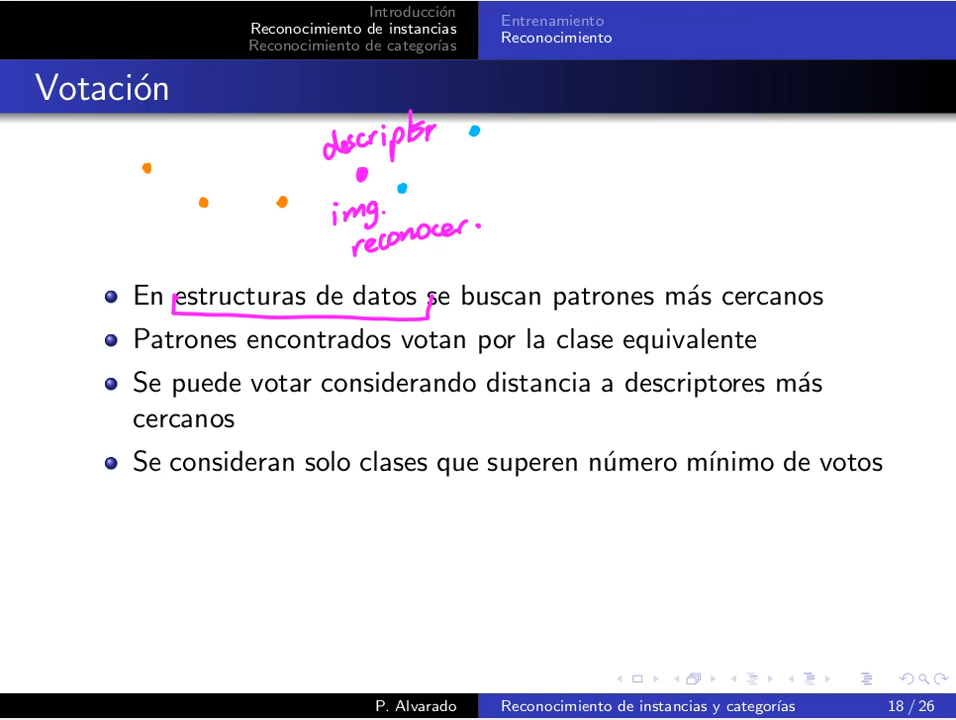 Introducción
Reconocimiento de instancias
Reconocimiento de categorías
Entrenamiento
Reconocimiento
Votación
descriptor
img.
reconocer.
En estructuras de datos se buscan patrones más cercanos
Patrones encontrados votan por la clase equivalente
Se puede votar considerando distancia a descriptores más
cercanos
Se consideran solo clases que superen número mínimo de votos
P. Alvarado
Reconocimiento de instancias y categorías
18 / 26